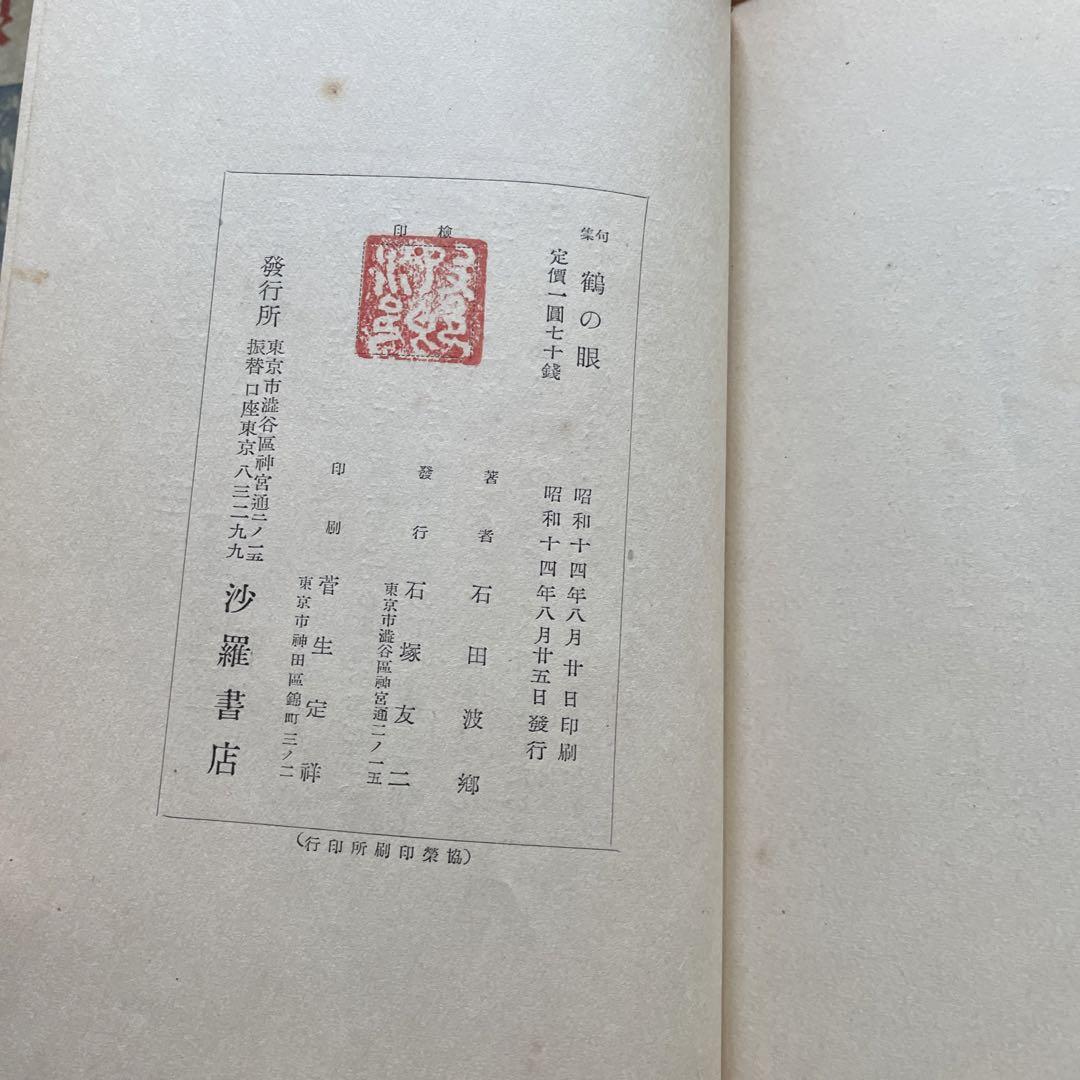 句集
鶴の眼
定價一圓七十錢
昭和十四年八月廿日印刷
昭和十四年八月廿五日發行
著者
石田波鄕
發行
石塚友二
東京市澁谷區神宮通二ノ一五
印刷
菅生定祥
東京市神田區錦町三ノ二
檢印
發行所
東京市澁谷區神宮通二ノ一五
振替口座東京八三二九九
沙羅書店
(協榮印刷所印行)